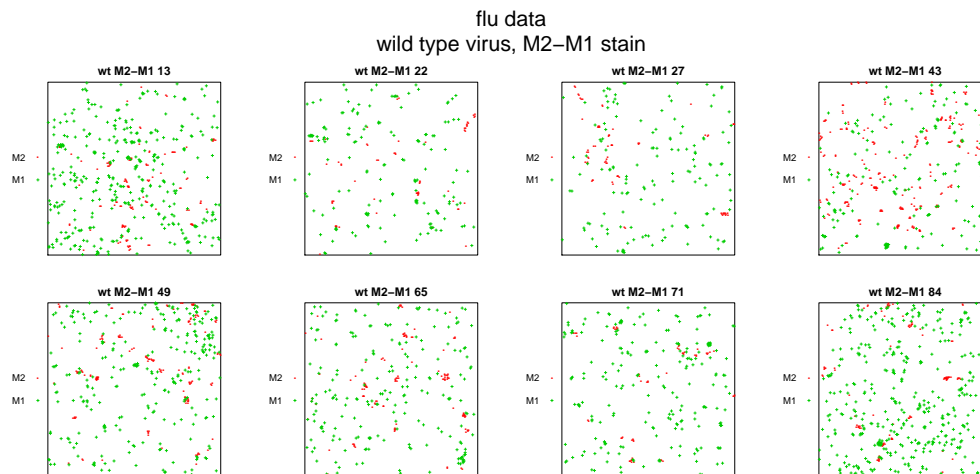 flu data
wild type virus, M2−M1 stain
wt M2−M1 13
wt M2−M1 22
wt M2−M1 27
wt M2−M1 43
M2
M1
M2
M1
M2
M1
M2
M1
wt M2−M1 49
wt M2−M1 65
wt M2−M1 71
wt M2−M1 84
M2
M1
M2
M1
M2
M1
M2
M1